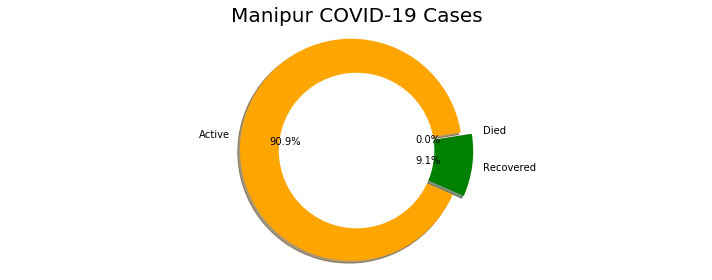 Manipur COVID-19 Cases
Died
Active
90.9%
0.0%
9.1%
Recovered